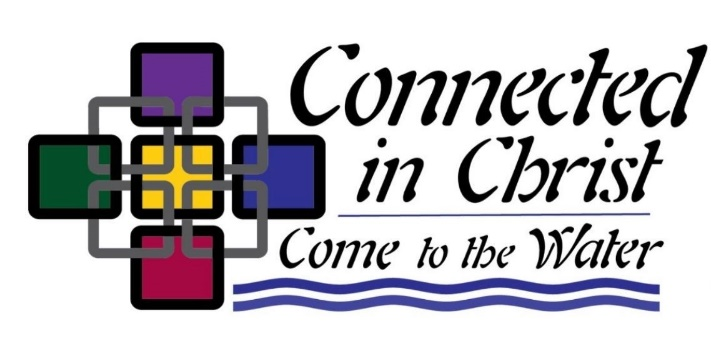 Connected
in Christ
Come to the Water